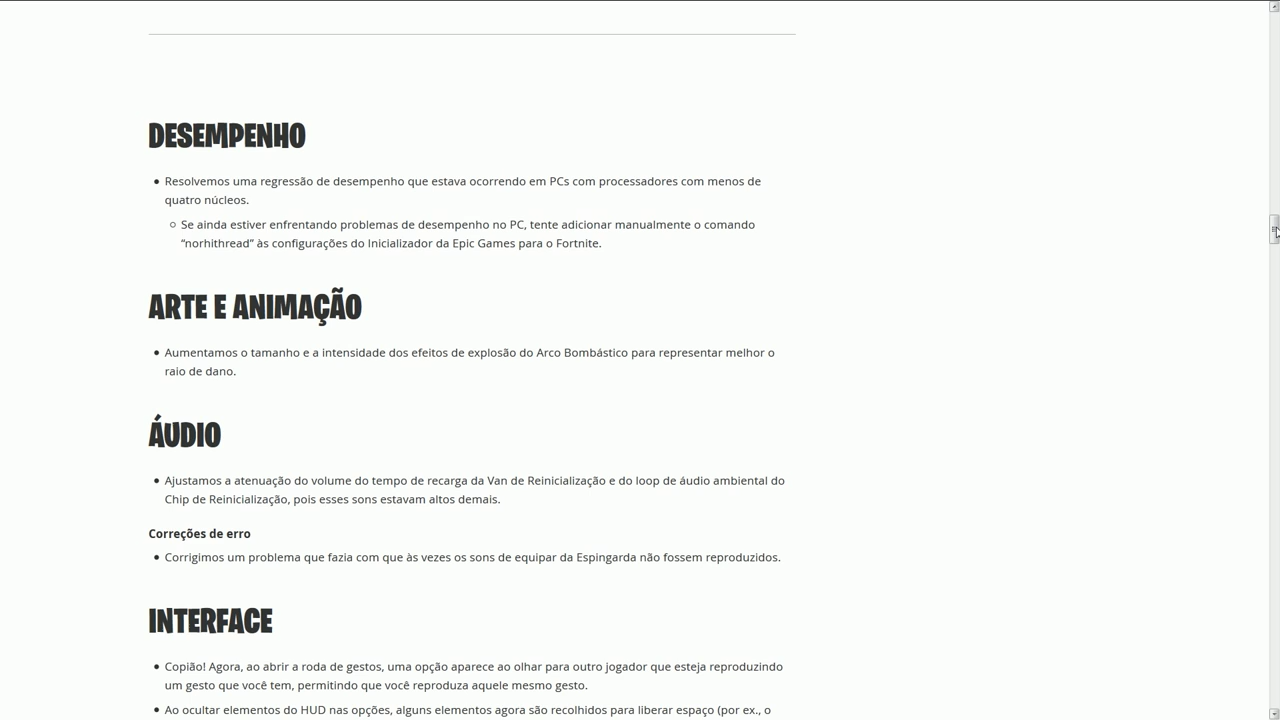 DESEMPENHO
• Resolvemos uma regressão de desempenho que estava ocorrendo em PCs com processadores com menos de
quatro núcleos.
○ Se ainda estiver enfrentando problemas de desempenho no PC, tente adicionar manualmente o comando
“norhithread” às configurações do Inicializador da Epic Games para o Fortnite.
ARTE E ANIMAÇÃO
• Aumentamos o tamanho e a intensidade dos efeitos de explosão do Arco Bombástico para representar melhor o
raio de dano.
ÁUDIO
• Ajustamos a atenuação do volume do tempo de recarga da Van de Reinicialização e do loop de áudio ambiental do
Chip de Reinicialização, pois esses sons estavam altos demais.
Correções de erro
• Corrigimos um problema que fazia com que às vezes os sons de equipar da Espingarda não fossem reproduzidos.
INTERFACE
• Copião! Agora, ao abrir a roda de gestos, uma opção aparece ao olhar para outro jogador que esteja reproduzindo
um gesto que você tem, permitindo que você reproduza aquele mesmo gesto.
• Ao ocultar elementos do HUD nas opções, alguns elementos agora são recolhidos para liberar espaço (por ex., o